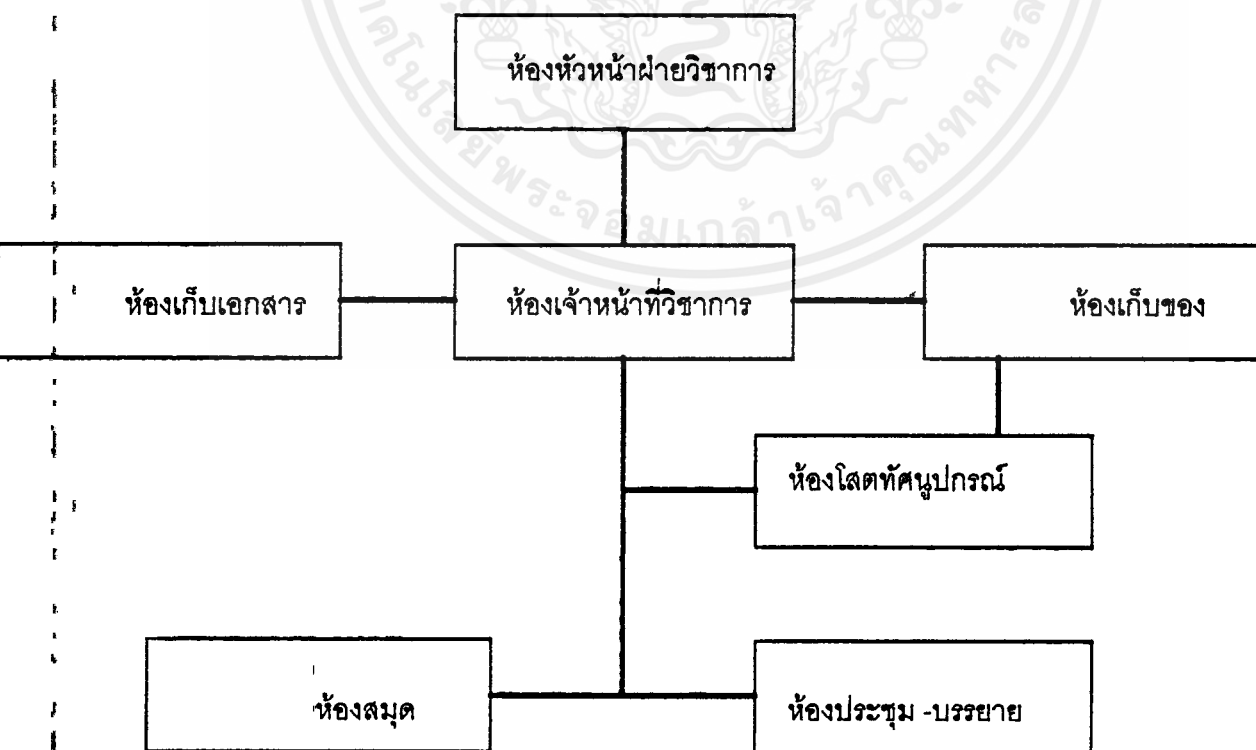 ห้องหัวหน้าฝ่ายวิชาการ
ห้องเก็บเอกสาร
ห้องเจ้าหน้าที่วิชาการ
ห้องเก็บของ
ห้องโสตทัศนูปกรณ์
ห้องสมุด
ห้องประชุม -บรรยาย